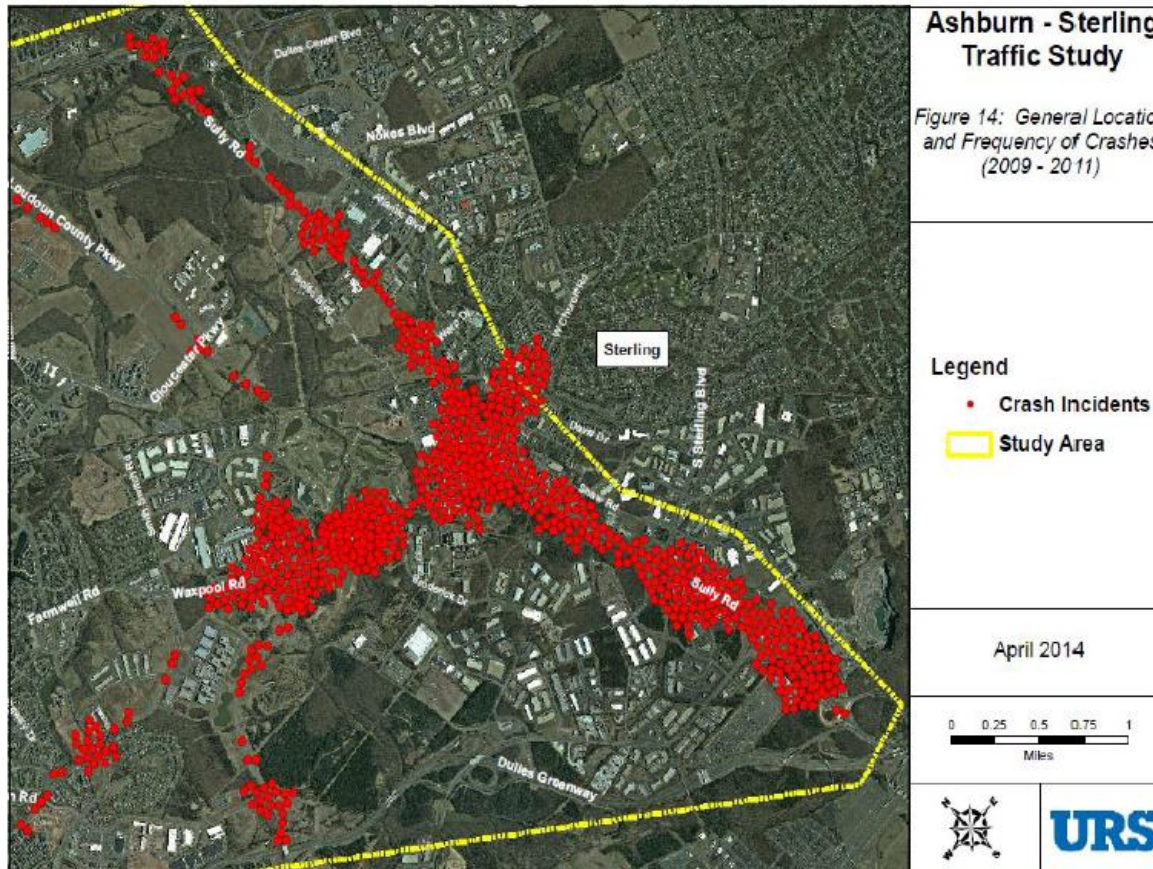 Ashburn - Sterling
Traffic Study
Figure 14: General Locatio
and Frequency of Crashes
(2009 - 2011)
Legend
Crash Incidents
Study Area
April 2014
0 0.25 0.5 0.75 1
Miles
URS
Dulles Center Blvd
Nokes Blvd
Sully Rd
Atlantic Blvd
Loudoun County Pkwy
Pacific Blvd
Gloucester Pkwy
W Church Rd
Sterling
S Sterling Blvd
Davis Dr
Shaw Rd
Sully Rd
Waxpool Rd
Farmwell Rd
Dulles Greenway
n Rd